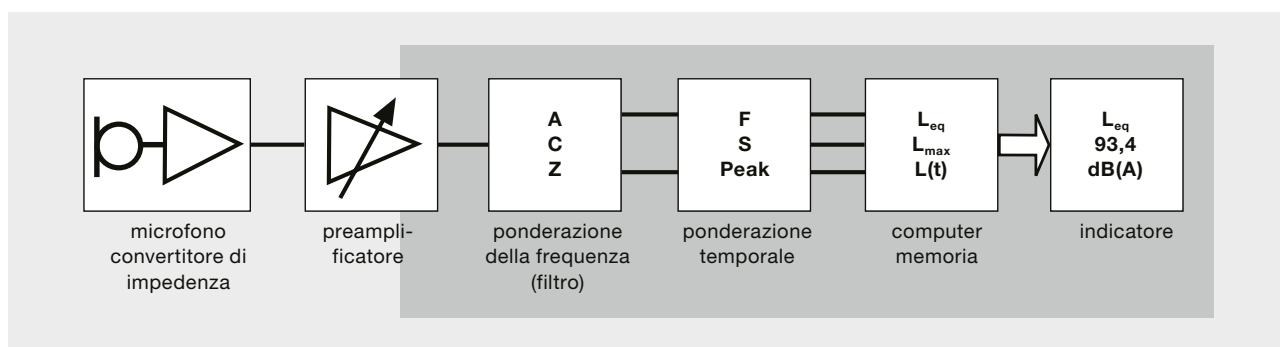 A
C
Z
F
S
Peak
Leq
Lmax
L(t)
Leq
93,4
dB(A)
microfono
convertitore di
impedenza
preampli-
ficatore
ponderazione
della frequenza
(filtro)
ponderazione
temporale
computer
memoria
indicatore